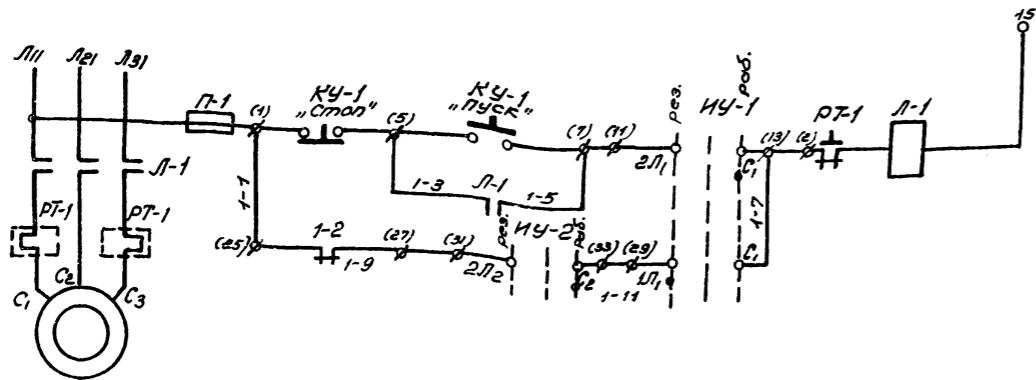 Л11 Л21 Л31
15
П-1
(1)
КУ-1
„Стоп"
(5)
КУ-1
„Пуск"
(7)
(11)
2Л1
рез.
ИУ-1
раб.
С1
(13)
(2)
РТ-1
Л-1
Л-1
1-1
1-3
Л-1
1-5
1-7
РТ-1
РТ-1
(25)
1-2
1-9
(27)
(31)
2Л2
рез.
ИУ-2
раб.
С2
(33)
(29)
1-11
1Л1
С1
С1
С2
С3